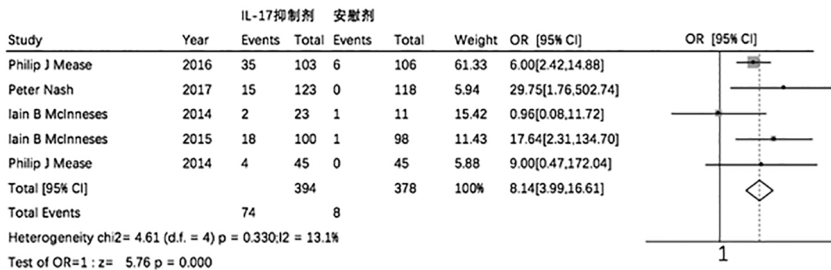 IL-17抑制剂 安慰剂
Study Year Events Total Events Total Weight OR [95% CI] OR [95% CI]
Philip J Mease 2016 35 103 6 106 61.33 6.00[2.42,14.88]
Peter Nash 2017 15 123 0 118 5.94 29.75[1.76,502.74]
Iain B McInneses 2014 2 23 1 11 15.42 0.96[0.08,11.72]
Iain B McInneses 2015 18 100 1 98 11.43 17.64[2.31,134.70]
Philip J Mease 2014 4 45 0 45 5.88 9.00[0.47,172.04]
Total [95% CI] 394 378 100% 8.14[3.99,16.61]
Total Events 74 8
Heterogeneity chi2= 4.61 (d.f. = 4) p = 0.330;I2 = 13.1%
Test of OR=1 : z= 5.76 p = 0.000
1